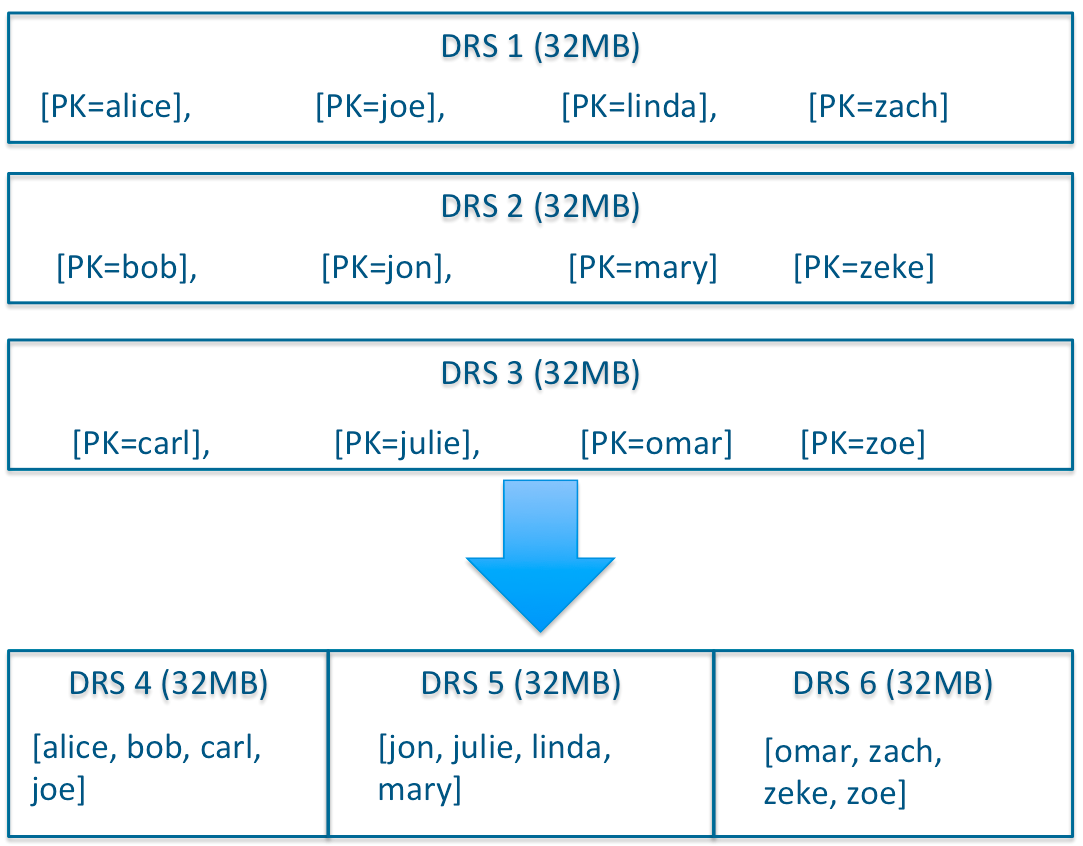 DRS 1 (32MB)
[PK=alice], [PK=joe], [PK=linda], [PK=zach]
DRS 2 (32MB)
[PK=bob], [PK=jon], [PK=mary] [PK=zeke]
DRS 3 (32MB)
[PK=carl], [PK=julie], [PK=omar] [PK=zoe]
DRS 4 (32MB)
[alice, bob, carl,
joe]
DRS 5 (32MB)
[jon, julie, linda,
mary]
DRS 6 (32MB)
[omar, zach,
zeke, zoe]